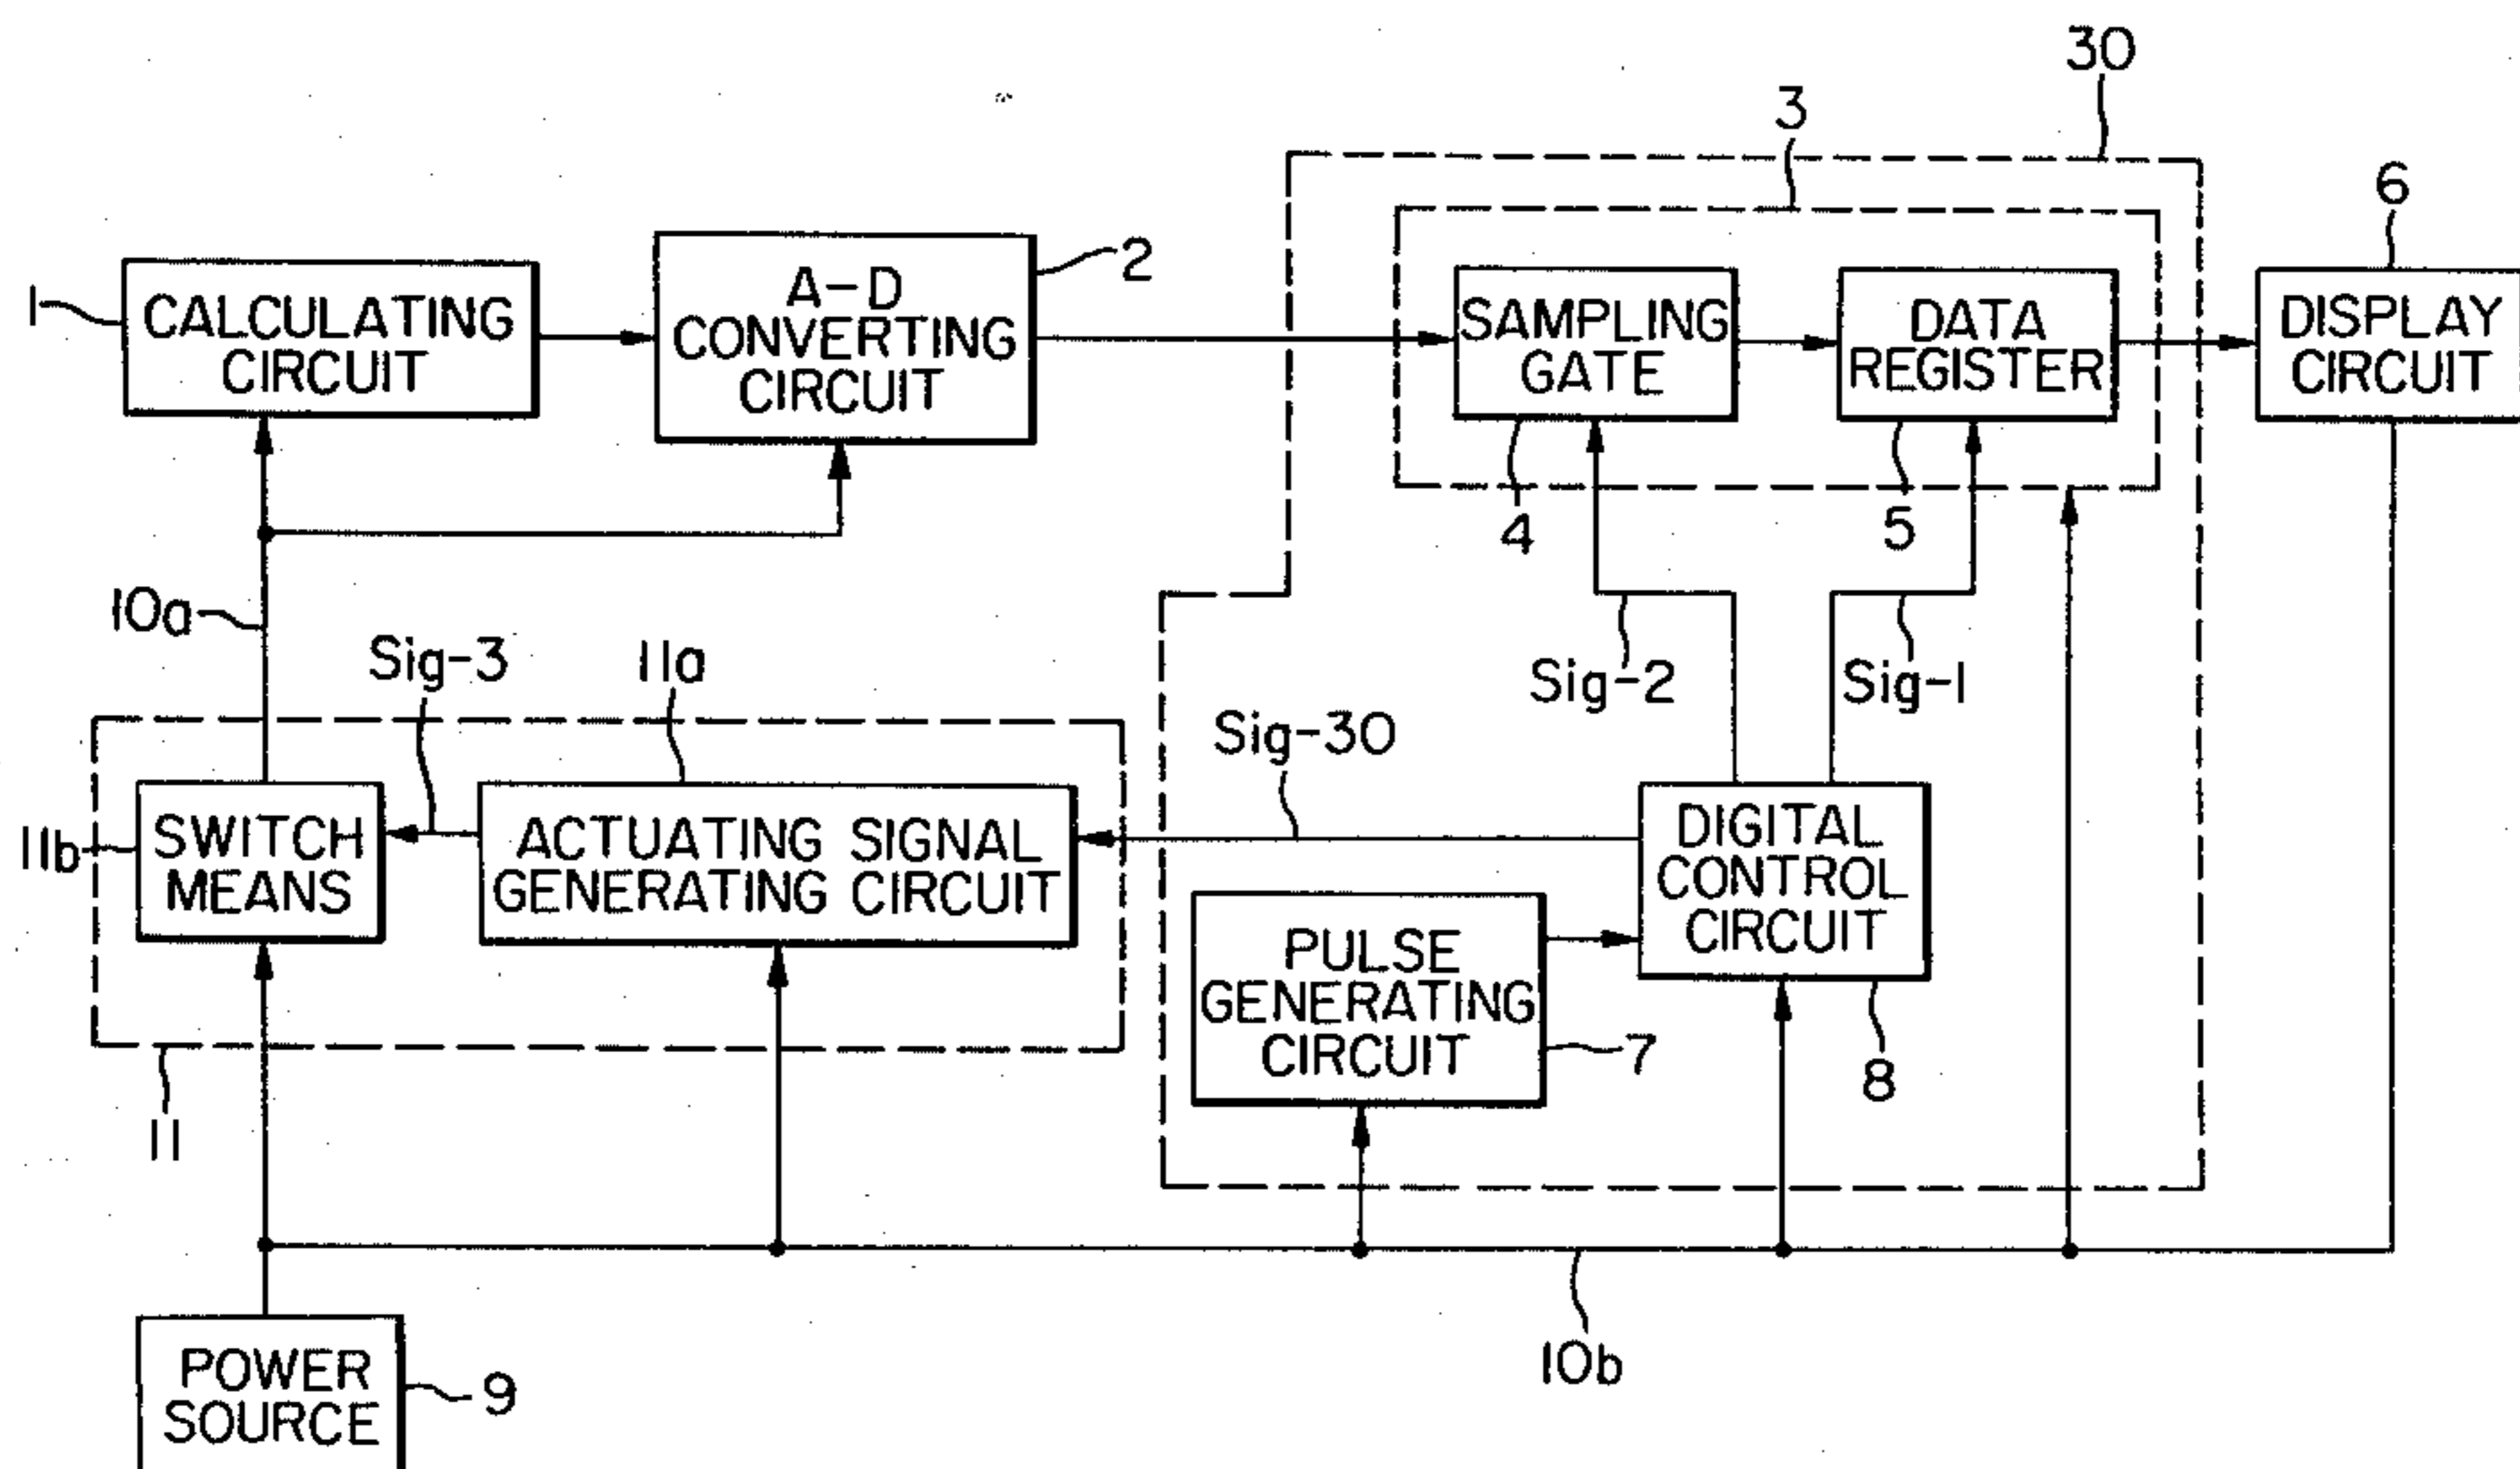 30
3
6
1
CALCULATING
CIRCUIT
A-D
CONVERTING
CIRCUIT
2
SAMPLING
GATE
DATA
REGISTER
DISPLAY
CIRCUIT
4
5
10a
Sig-3
11a
Sig-2
Sig-1
Sig-30
11b
SWITCH
MEANS
ACTUATING SIGNAL
GENERATING CIRCUIT
DIGITAL
CONTROL
CIRCUIT
PULSE
GENERATING
CIRCUIT
7
8
11
10b
POWER
SOURCE
9